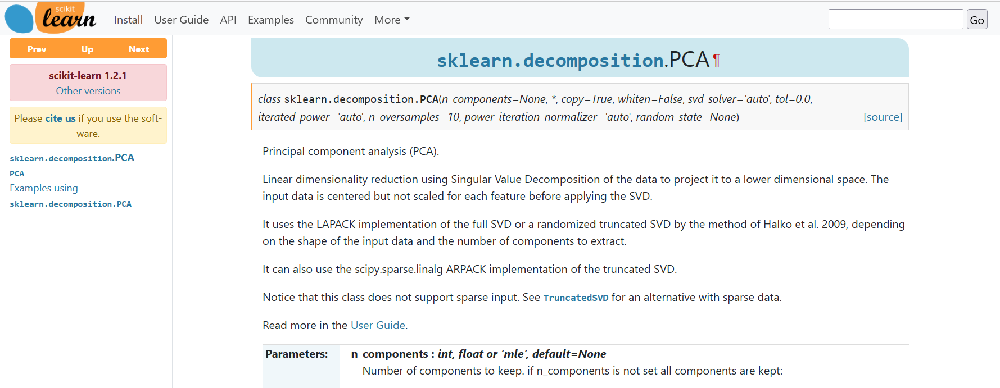 scikit
learn
Install User Guide API Examples Community More
Go
Prev Up Next
scikit-learn 1.2.1
Other versions
Please cite us if you use the soft-
ware.
sklearn.decomposition.PCA
PCA
Examples using
sklearn.decomposition.PCA
sklearn.decomposition.PCA¶
class sklearn.decomposition.PCA(n_components=None, *, copy=True, whiten=False, svd_solver='auto', tol=0.0,
iterated_power='auto', n_oversamples=10, power_iteration_normalizer='auto', random_state=None) [source]
Principal component analysis (PCA).
Linear dimensionality reduction using Singular Value Decomposition of the data to project it to a lower dimensional space. The
input data is centered but not scaled for each feature before applying the SVD.
It uses the LAPACK implementation of the full SVD or a randomized truncated SVD by the method of Halko et al. 2009, depending
on the shape of the input data and the number of components to extract.
It can also use the scipy.sparse.linalg ARPACK implementation of the truncated SVD.
Notice that this class does not support sparse input. See TruncatedSVD for an alternative with sparse data.
Read more in the User Guide.
Parameters: n_components : int, float or ‘mle’, default=None
Number of components to keep. if n_components is not set all components are kept: